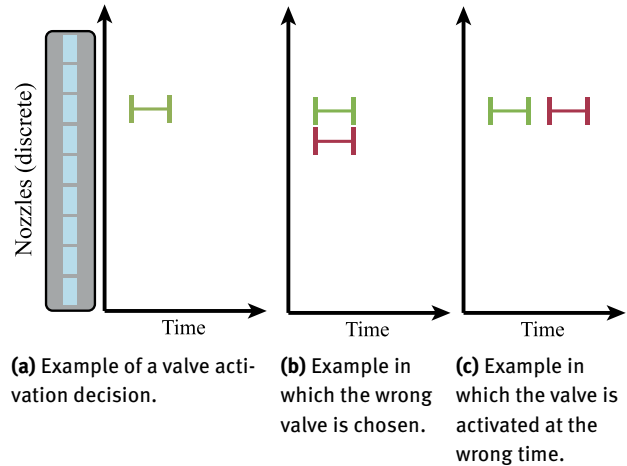 Nozzles (discrete)
Time
Time
Time
(a) Example of a valve acti-
vation decision.
(b) Example in
which the wrong
valve is chosen.
(c) Example in
which the valve is
activated at the
wrong time.